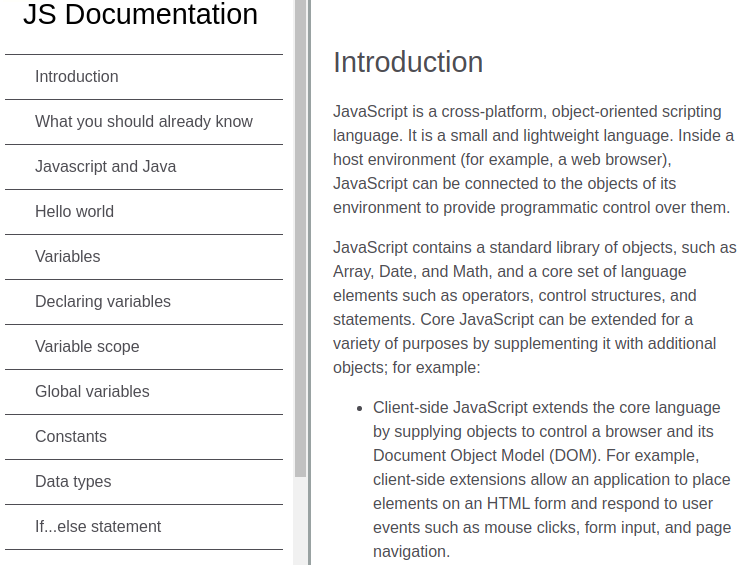 JS Documentation
Introduction
What you should already know
Javascript and Java
Hello world
Variables
Declaring variables
Variable scope
Global variables
Constants
Data types
If...else statement
Introduction
JavaScript is a cross-platform, object-oriented scripting
language. It is a small and lightweight language. Inside a
host environment (for example, a web browser),
JavaScript can be connected to the objects of its
environment to provide programmatic control over them.
JavaScript contains a standard library of objects, such as
Array, Date, and Math, and a core set of language
elements such as operators, control structures, and
statements. Core JavaScript can be extended for a
variety of purposes by supplementing it with additional
objects; for example:
• Client-side JavaScript extends the core language
by supplying objects to control a browser and its
Document Object Model (DOM). For example,
client-side extensions allow an application to place
elements on an HTML form and respond to user
events such as mouse clicks, form input, and page
navigation.